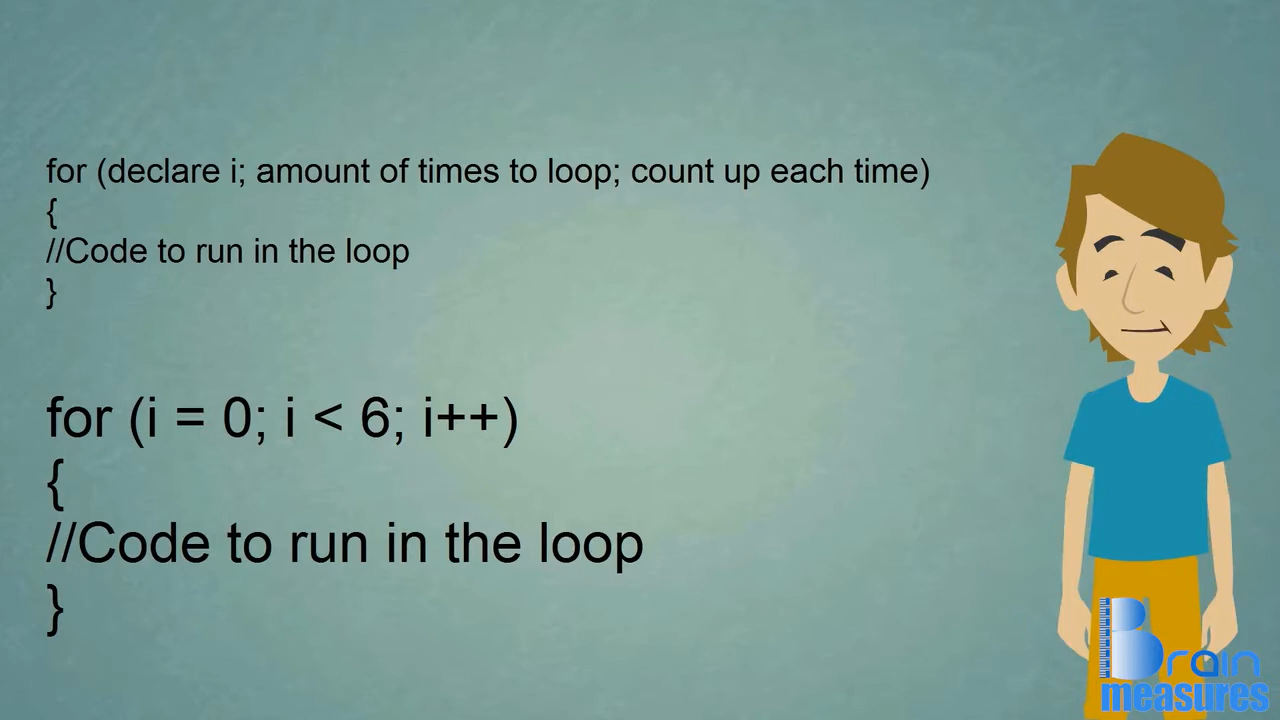 for (declare i; amount of times to loop; count up each time)
{
//Code to run in the loop
}
for (i = 0; i < 6; i++)
{
//Code to run in the loop
}
Brain
measures